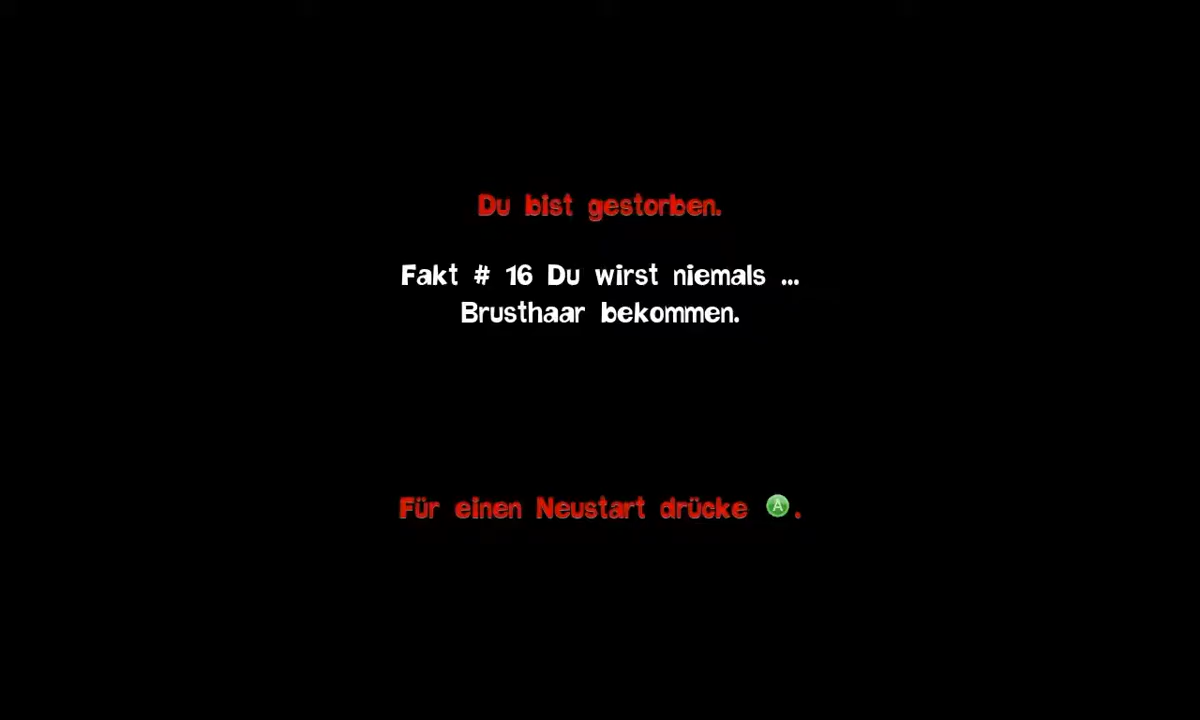 Du bist gestorben.
Fakt # 16 Du wirst niemals ...
Brusthaar bekommen.
Für einen Neustart drücke A.